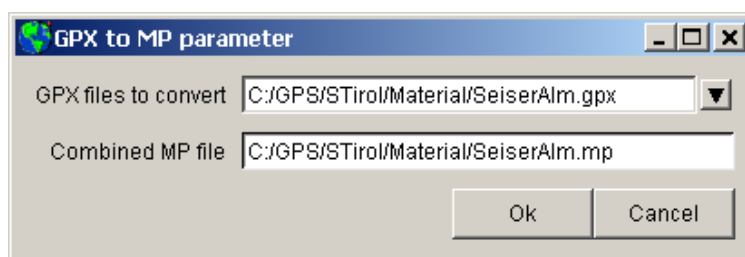 GPX to MP parameter
GPX files to convert C:/GPS/STirol/Material/SeiserAlm.gpx
Combined MP file C:/GPS/STirol/Material/SeiserAlm.mp
Ok Cancel